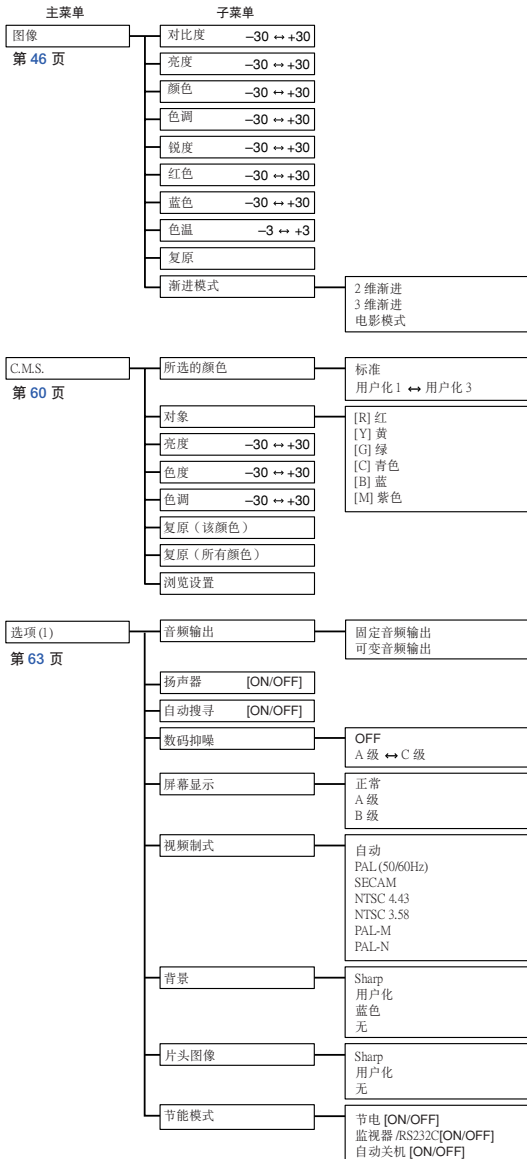 主菜单
子菜单
图像
第 46 页
对比度 –30 ↔ +30
亮度 –30 ↔ +30
颜色 –30 ↔ +30
色调 –30 ↔ +30
锐度 –30 ↔ +30
红色 –30 ↔ +30
蓝色 –30 ↔ +30
色温 –3 ↔ +3
复原
渐进模式
2 维渐进
3 维渐进
电影模式
C.M.S.
第 60 页
所选的颜色
标准
用户化 1 ↔ 用户化 3
对象
[R] 红
[Y] 黄
[G] 绿
[C] 青色
[B] 蓝
[M] 紫色
亮度 –30 ↔ +30
色度 –30 ↔ +30
色调 –30 ↔ +30
复原（该颜色）
复原（所有颜色）
浏览设置
选项 (1)
第 63 页
音频输出
固定音频输出
可变音频输出
扬声器 [ON/OFF]
自动搜寻 [ON/OFF]
数码抑噪
OFF
A 级 ↔ C 级
屏幕显示
正常
A 级
B 级
视频制式
自动
PAL (50/60Hz)
SECAM
NTSC 4.43
NTSC 3.58
PAL-M
PAL-N
背景
Sharp
用户化
蓝色
无
片头图像
Sharp
用户化
无
节能模式
节电 [ON/OFF]
监视器 /RS232C[ON/OFF]
自动关机 [ON/OFF]